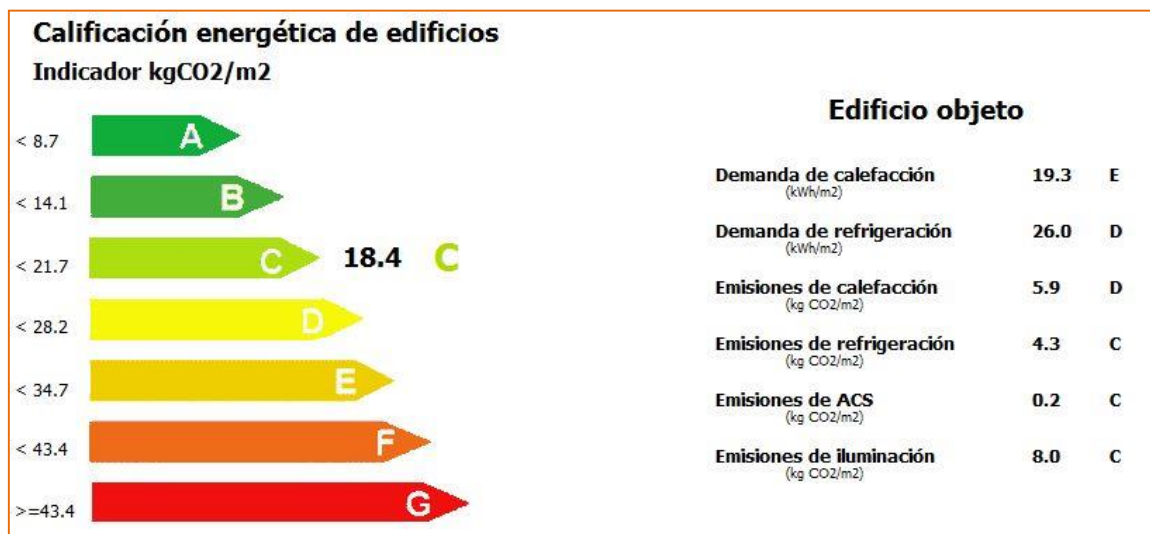 Calificación energética de edificios
Indicador kgCO2/m2
< 8.7 A
< 14.1 B
< 21.7 C 18.4 C
< 28.2 D
< 34.7 E
< 43.4 F
>=43.4 G
Edificio objeto
Demanda de calefacción 19.3 E
(kWh/m2)
Demanda de refrigeración 26.0 D
(kWh/m2)
Emisiones de calefacción 5.9 D
(kg CO2/m2)
Emisiones de refrigeración 4.3 C
(kg CO2/m2)
Emisiones de ACS 0.2 C
(kg CO2/m2)
Emisiones de iluminación 8.0 C
(kg CO2/m2)